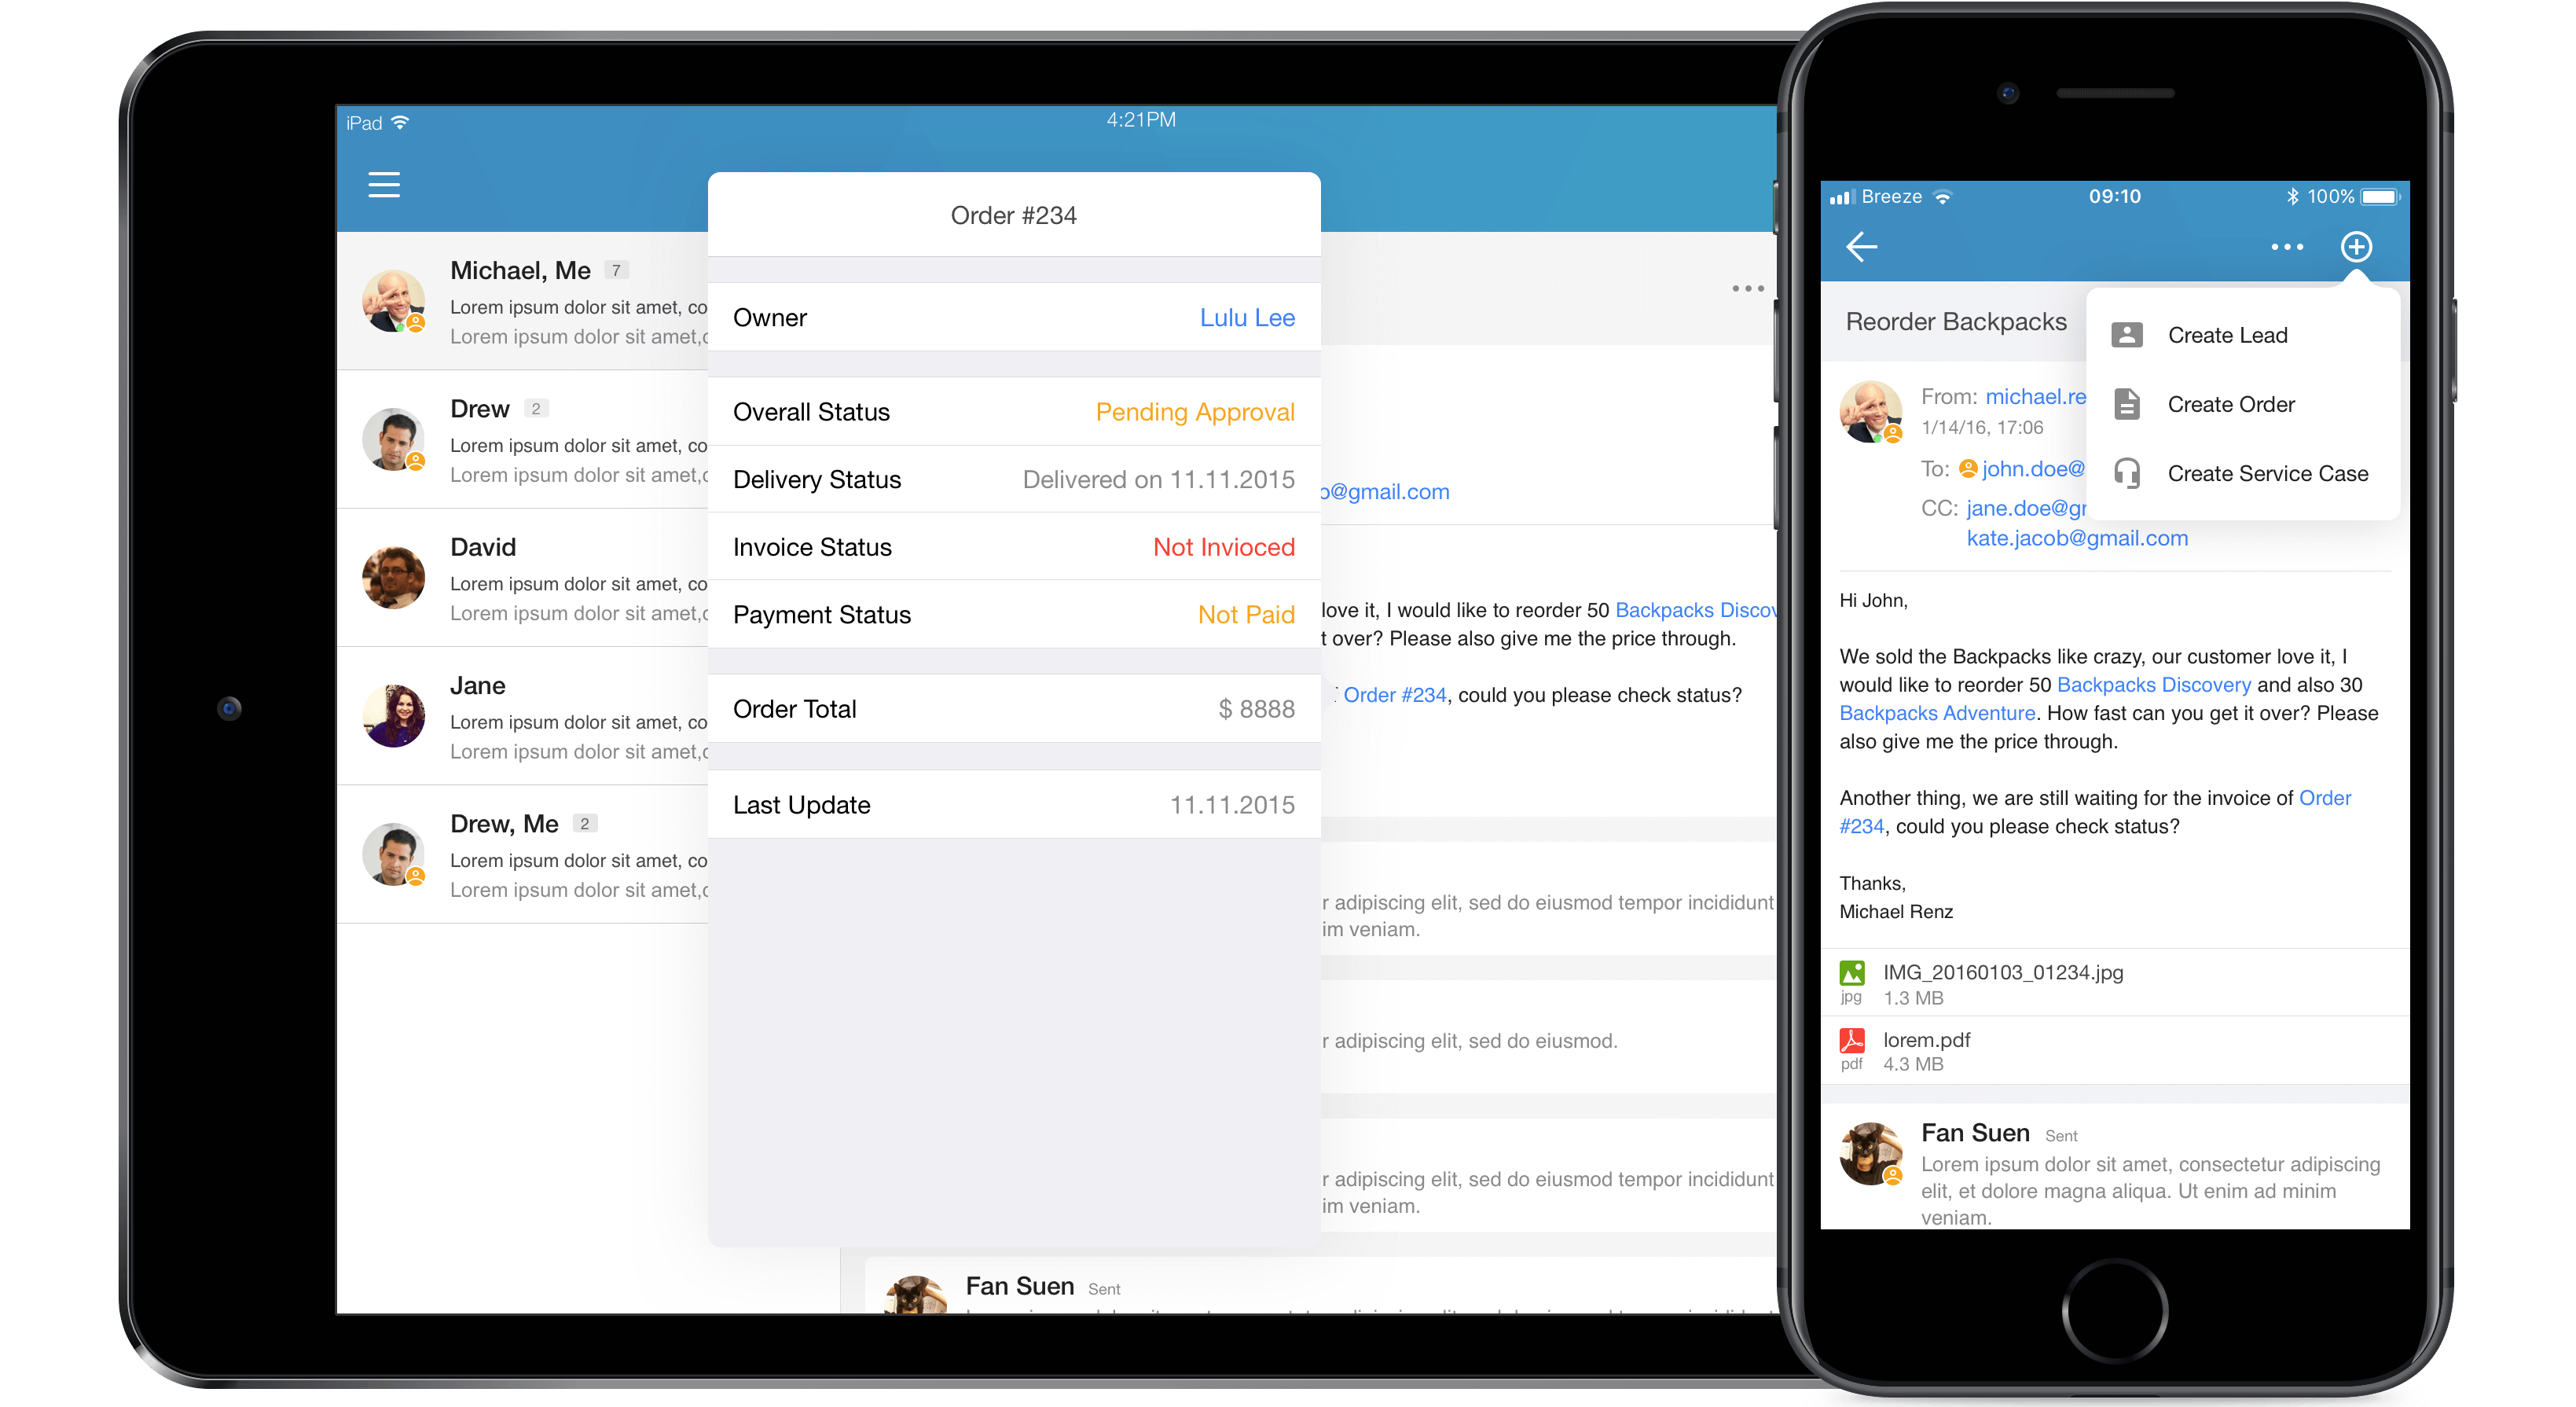 iPad
4:21PM
Michael, Me 7
Lorem ipsum dolor sit amet, co
Lorem ipsum dolor sit amet,
Drew 2
Lorem ipsum dolor sit amet, co
Lorem ipsum dolor sit amet,
David
Lorem ipsum dolor sit amet, co
Lorem ipsum dolor sit amet,
Jane
Lorem ipsum dolor sit amet, co
Lorem ipsum dolor sit amet,
Drew, Me 2
Lorem ipsum dolor sit amet, co
Lorem ipsum dolor sit amet,
Order #234
Owner Lulu Lee
Overall Status Pending Approval
Delivery Status Delivered on 11.11.2015
Invoice Status Not Invioced
Payment Status Not Paid
Order Total $ 8888
Last Update 11.11.2015
b@gmail.com
love it, I would like to reorder 50 Backpacks Discov
t over? Please also give me the price through.
Order #234, could you please check status?
r adipiscing elit, sed do eiusmod tempor incididunt
im veniam.
r adipiscing elit, sed do eiusmod.
r adipiscing elit, sed do eiusmod tempor incididunt
im veniam.
Fan Suen Sent
Breeze 09:10 100%
Reorder Backpacks
Create Lead
Create Order
Create Service Case
From: michael.re
1/14/16, 17:06
To: john.doe@
CC: jane.doe@gr
kate.jacob@gmail.com
Hi John,
We sold the Backpacks like crazy, our customer love it, I
would like to reorder 50 Backpacks Discovery and also 30
Backpacks Adventure. How fast can you get it over? Please
also give me the price through.
Another thing, we are still waiting for the invoice of Order
#234, could you please check status?
Thanks,
Michael Renz
IMG_20160103_01234.jpg
jpg 1.3 MB
lorem.pdf
pdf 4.3 MB
Fan Suen Sent
Lorem ipsum dolor sit amet, consectetur adipiscing
elit, et dolore magna aliqua. Ut enim ad minim
veniam.